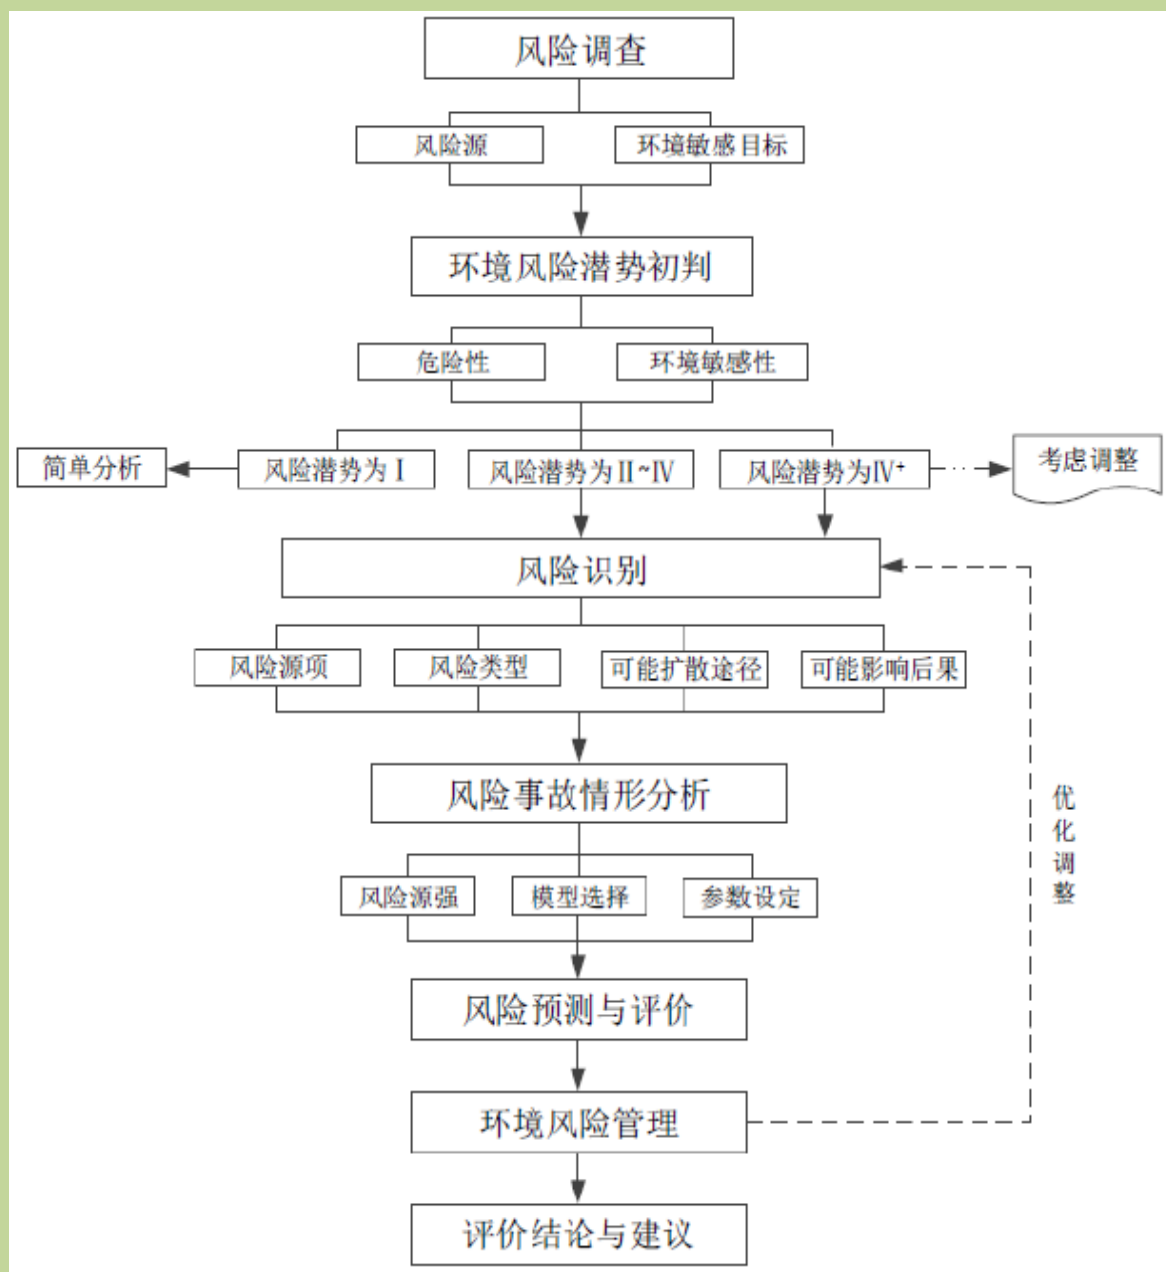 风险调查
风险源
环境敏感目标
环境风险潜势初判
危险性
环境敏感性
简单分析
风险潜势为Ⅰ
风险潜势为Ⅱ~Ⅳ
风险潜势为Ⅳ⁺
考虑调整
风险识别
风险源项
风险类型
可能扩散途径
可能影响后果
风险事故情形分析
优化调整
风险源强
模型选择
参数设定
风险预测与评价
环境风险管理
评价结论与建议